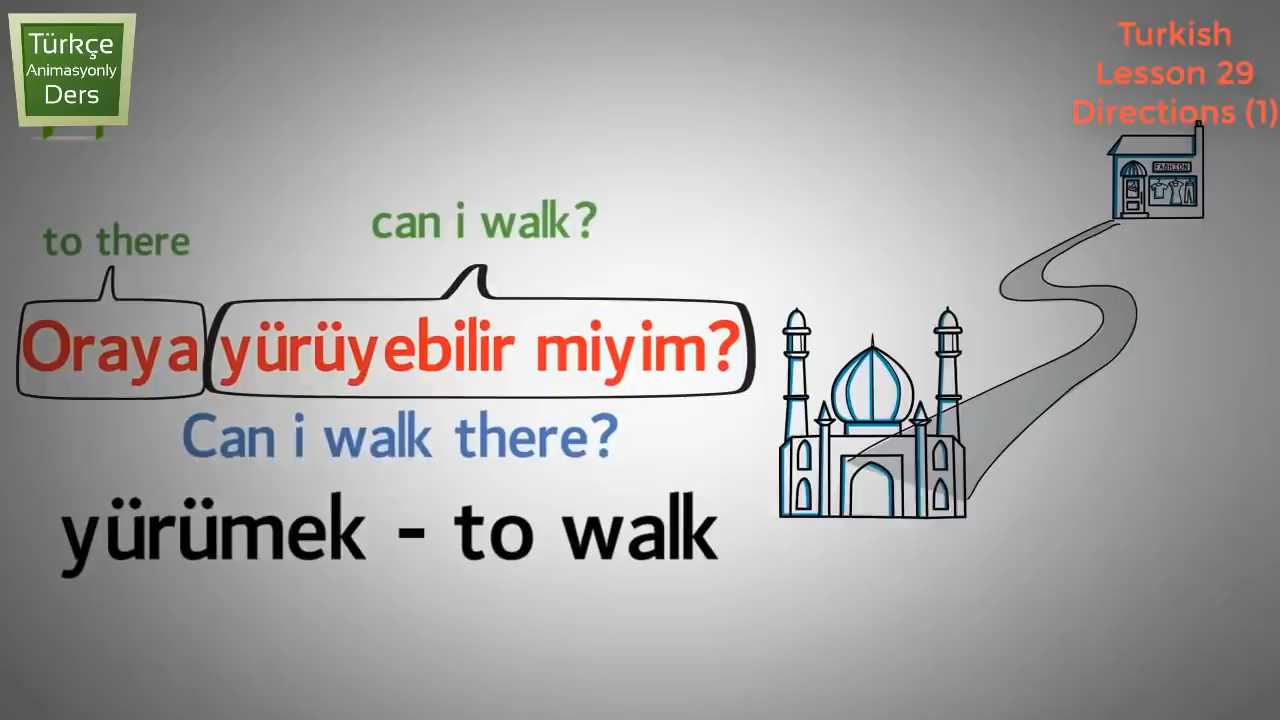 Türkçe
Animasyonly
Ders
Turkish
Lesson 29
Directions (1)
FASHION
to there
can i walk?
Oraya yürüyebilir miyim?
Can i walk there?
yürümek - to walk